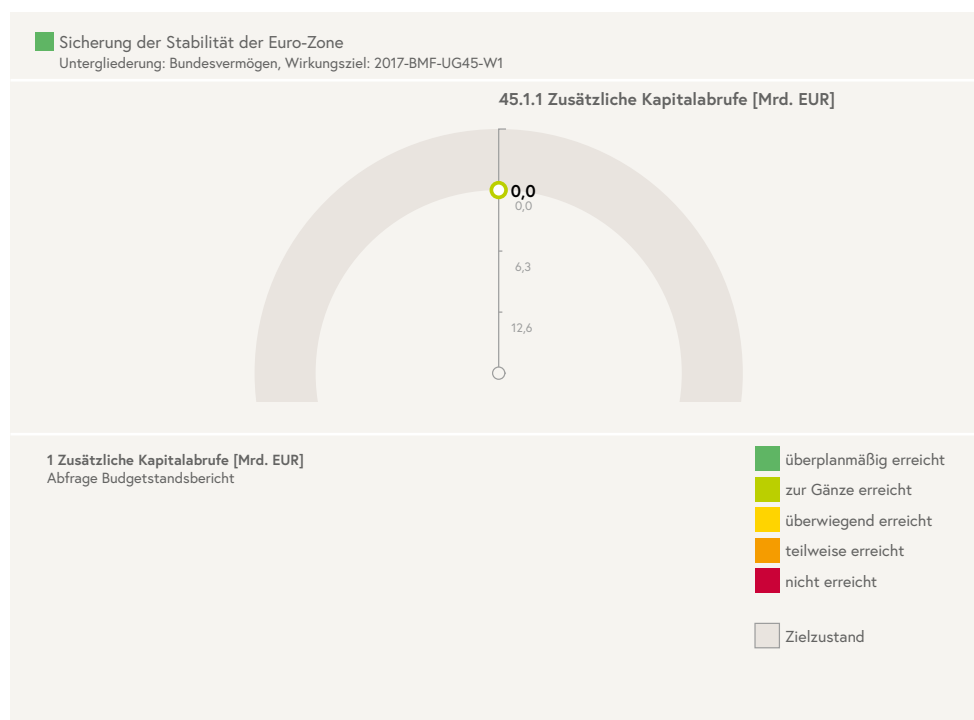 Sicherung der Stabilität der Euro-Zone
Untergliederung: Bundesvermögen, Wirkungsziel: 2017-BMF-UG45-W1
45.1.1 Zusätzliche Kapitalabrufe [Mrd. EUR]
0,0
0,0
6,3
12,6
1 Zusätzliche Kapitalabrufe [Mrd. EUR]
Abfrage Budgetstandsbericht
überplanmäßig erreicht
zur Gänze erreicht
überwiegend erreicht
teilweise erreicht
nicht erreicht
Zielzustand